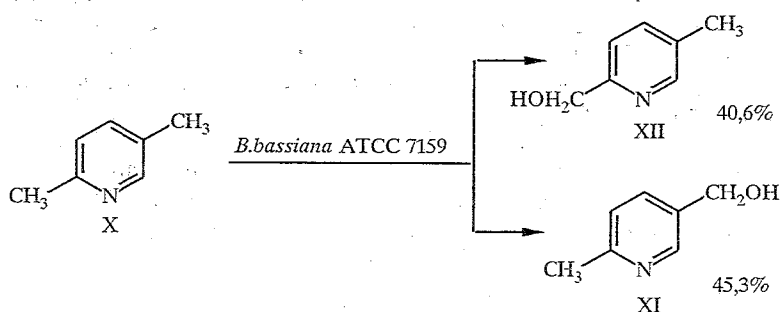 CH₃
HOH₂C
N
XII
40,6%
CH₃
CH₃
N
X
B.bassiana ATCC 7159
CH₂OH
CH₃
N
XI
45,3%